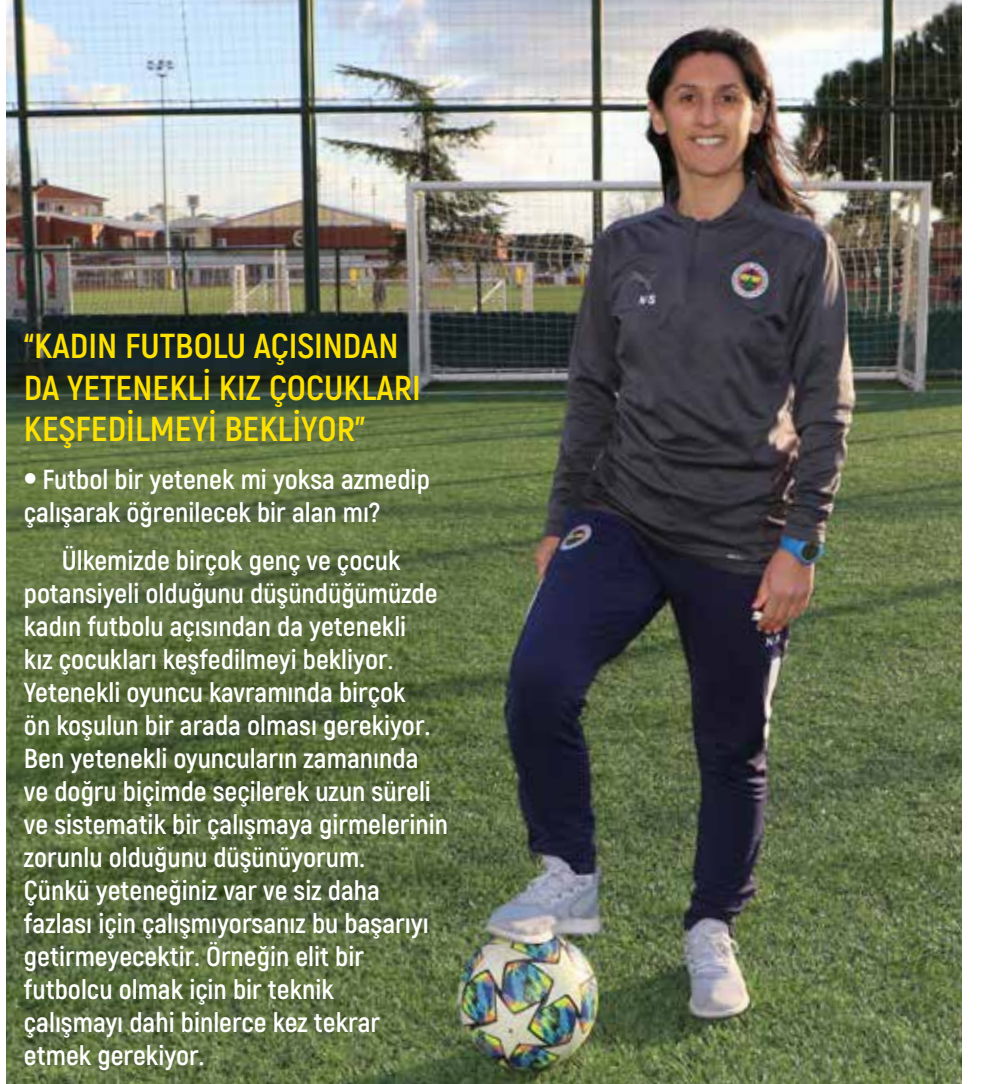 “KADIN FUTBOLU AÇISINDAN
DA YETENEKLİ KIZ ÇOCUKLARI
KEŞFEDİLMEYİ BEKLİYOR”
• Futbol bir yetenek mi yoksa azmedip
çalışarak öğrenilecek bir alan mı?
Ülkemizde birçok genç ve çocuk
potansiyeli olduğunu düşündüğümüzde
kadın futbolu açısından da yetenekli
kız çocukları keşfedilmeyi bekliyor.
Yetenekli oyuncu kavramında birçok
ön koşulun bir arada olması gerekiyor.
Ben yetenekli oyuncuların zamanında
ve doğru biçimde seçilerek uzun süreli
ve sistematik bir çalışmaya girmelerinin
zorunlu olduğunu düşünüyorum.
Çünkü yeteneğiniz var ve siz daha
fazlası için çalışmıyorsanız bu başarıyı
getirmeyecektir. Örneğin elit bir
futbolcu olmak için bir teknik
çalışmayı dahi binlerce kez tekrar
etmek gerekiyor.